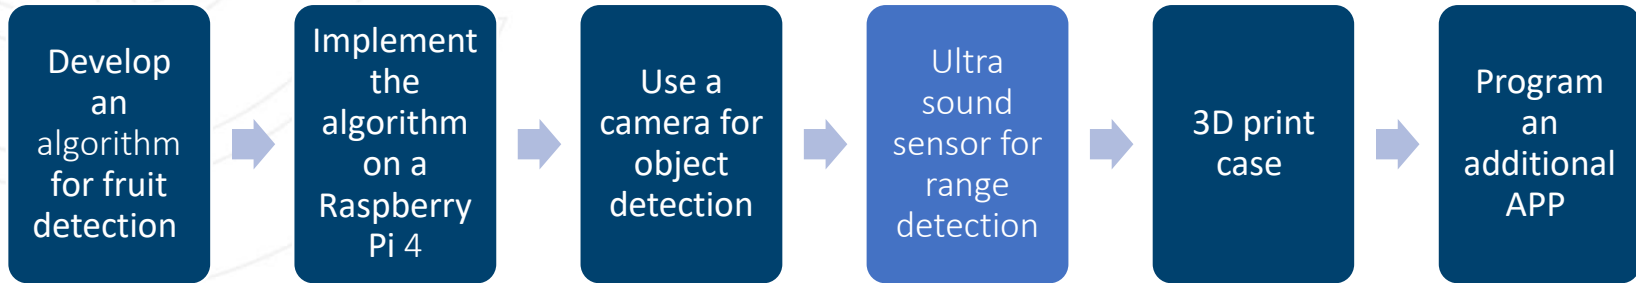 Develop
an
algorithm
for fruit
detection
Implement
the
algorithm
on a
Raspberry
Pi 4
Use a
camera for
object
detection
Ultra
sound
sensor for
range
detection
3D print
case
Program
an
additional
APP